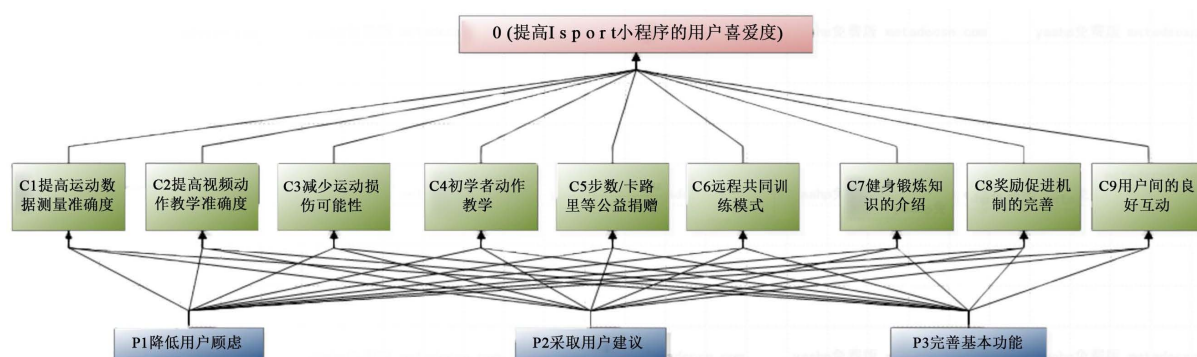 0 (提高Isport小程序的用户喜爱度)
C1提高运动数
据测量准确度
C2提高视频动
作教学准确度
C3减少运动损
伤可能性
C4初学者动作
教学
C5步数/卡路
里等公益捐赠
C6远程共同训
练模式
C7健身锻炼知
识的介绍
C8奖励促进机
制的完善
C9用户间的良
好互动
P1降低用户顾虑
P2采取用户建议
P3完善基本功能